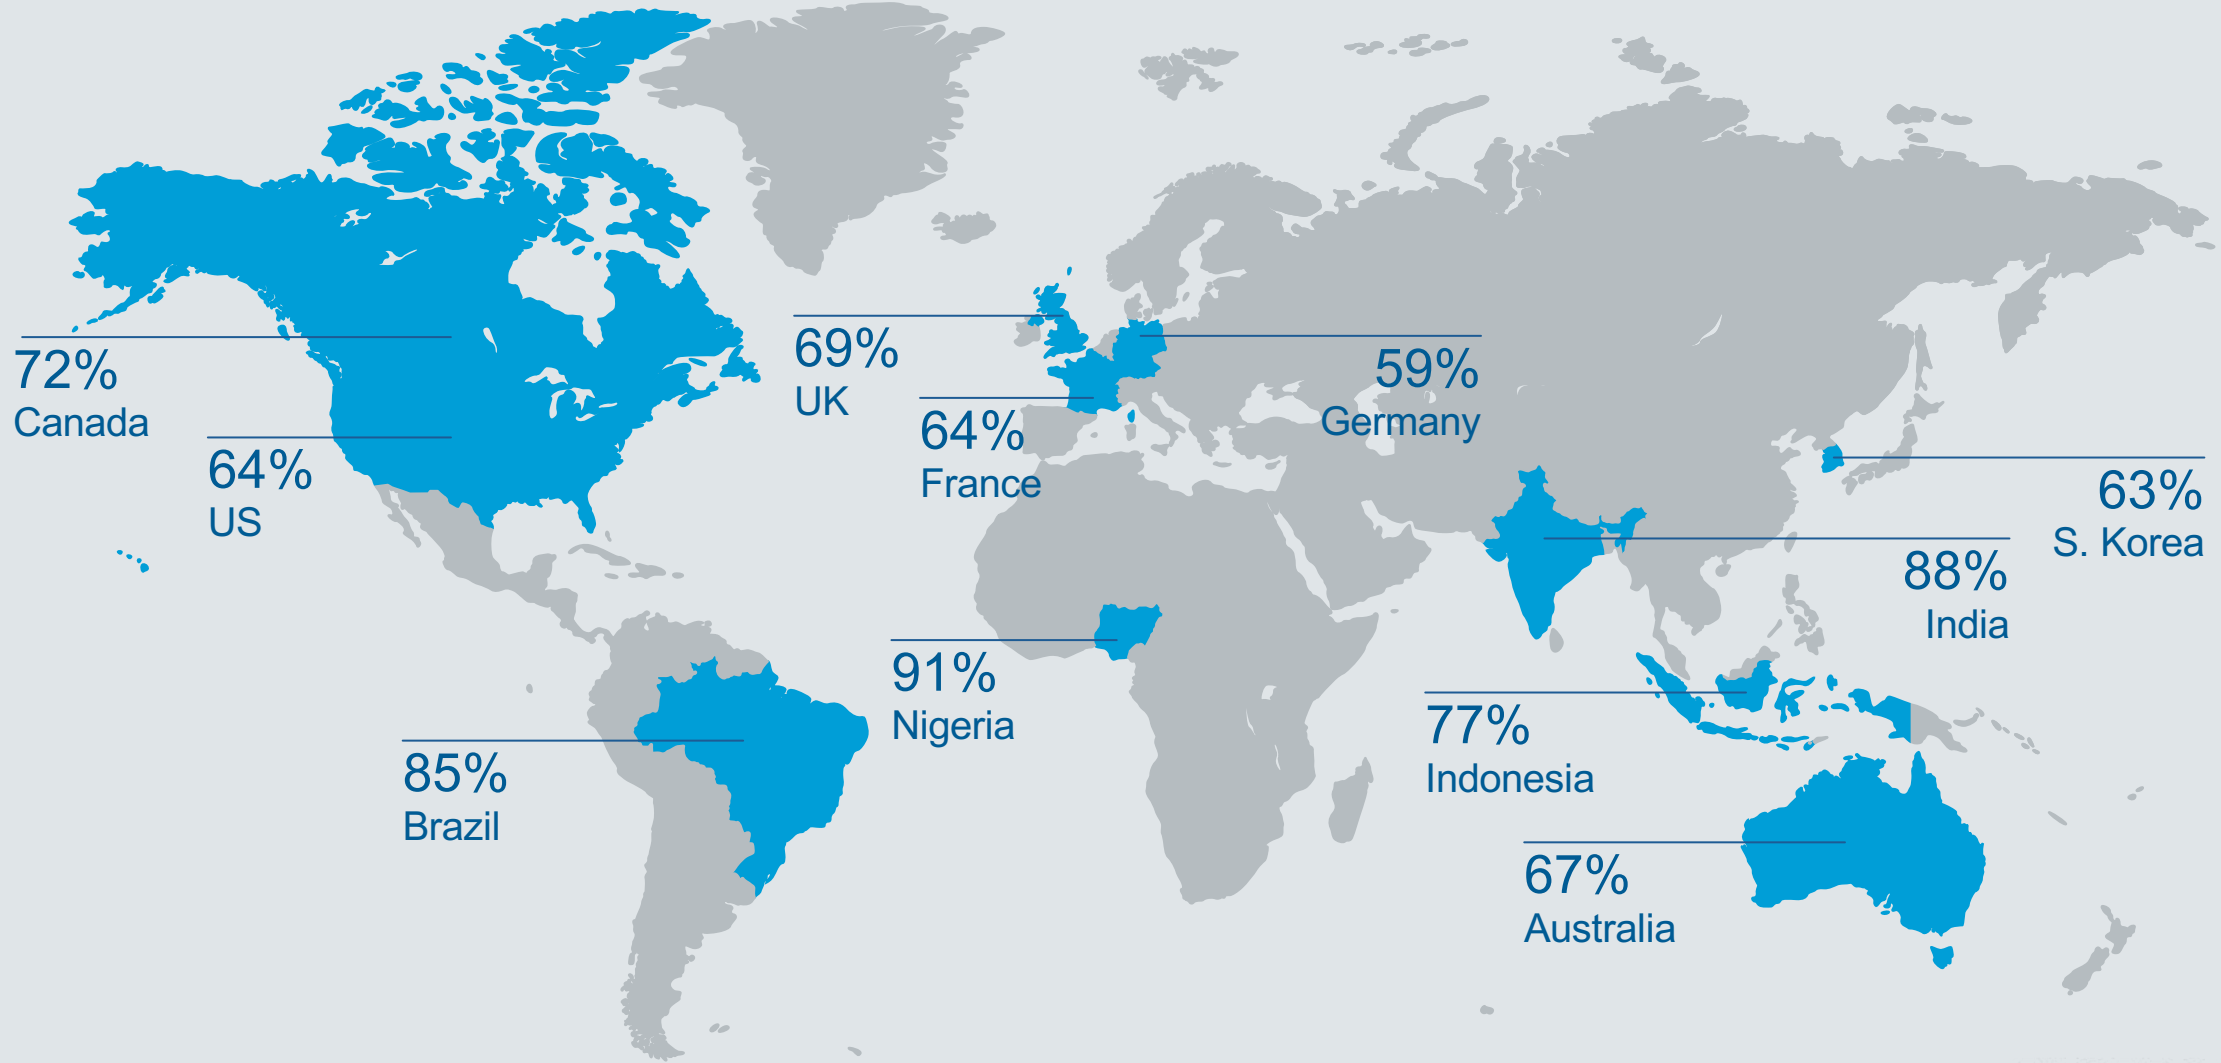 72%
Canada
64%
US
69%
UK
64%
France
59%
Germany
63%
S. Korea
88%
India
91%
Nigeria
77%
Indonesia
85%
Brazil
67%
Australia